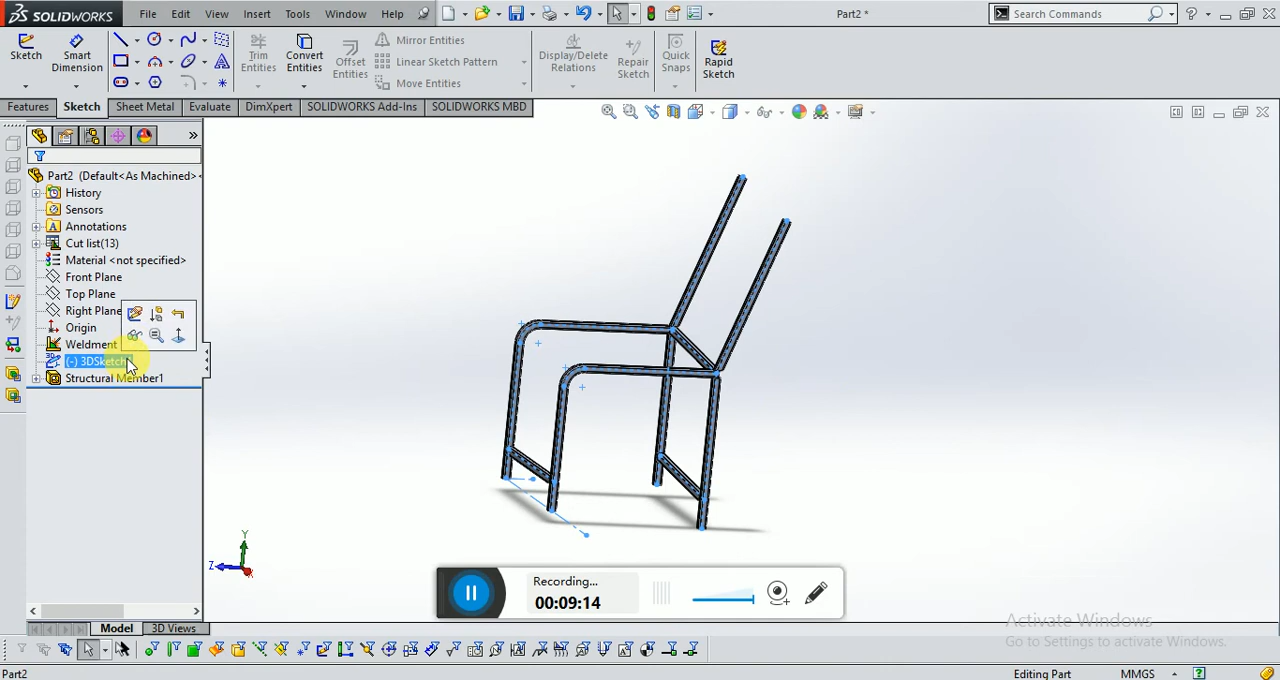 SOLIDWORKS File Edit View Insert Tools Window Help Part2 * Search Commands
Sketch Smart Dimension Trim Entities Convert Entities Offset Entities Mirror Entities Linear Sketch Pattern Move Entities Display/Delete Relations Repair Sketch Quick Snaps Rapid Sketch
Features Sketch Sheet Metal Evaluate DimXpert SOLIDWORKS Add-Ins SOLIDWORKS MBD
Part2 (Default<As Machined>
History
Sensors
Annotations
Cut list(13)
Material <not specified>
Front Plane
Top Plane
Right Plane
Origin
Weldment
(-) 3DSketch
Structural Member1
Y
Z
Recording...
00:09:14
Activate Windows
Go to Settings to activate Windows.
Model 3D Views
Part2 Editing Part MMGS